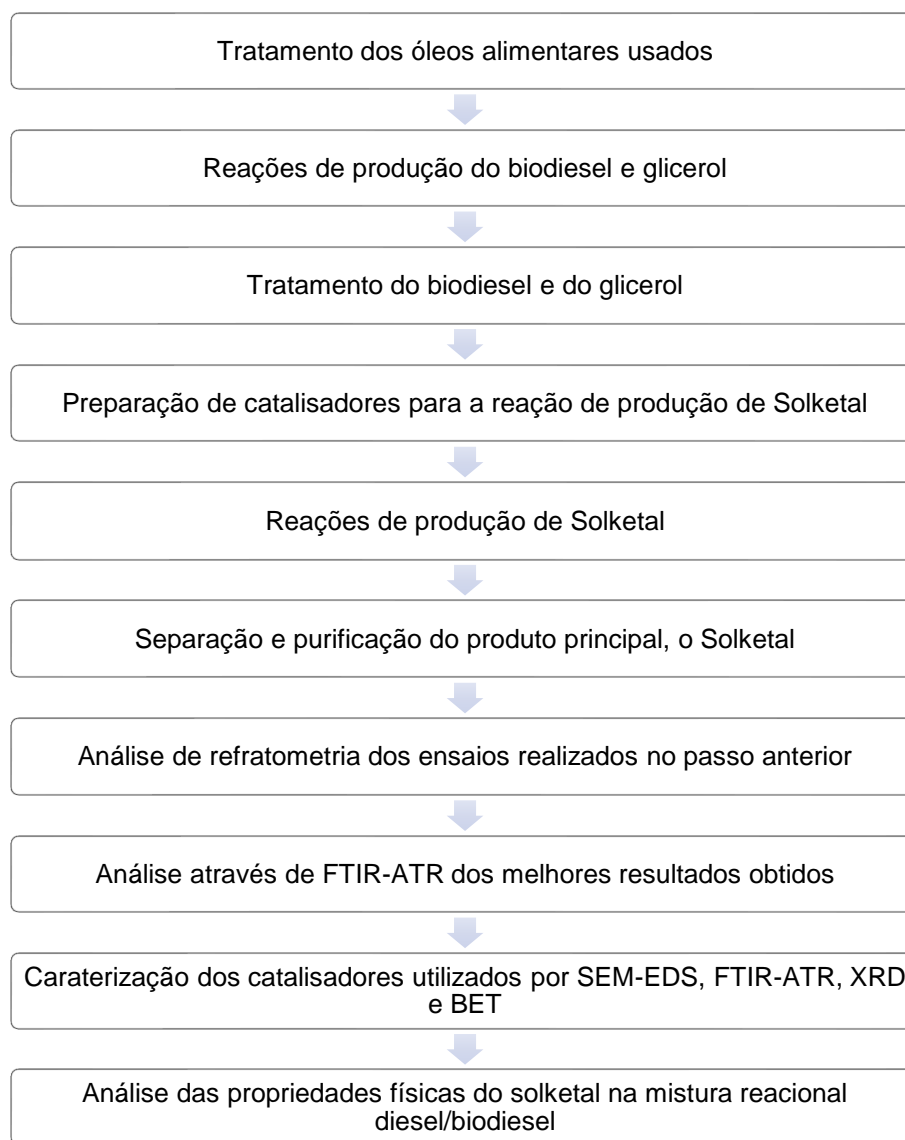 Tratamento dos óleos alimentares usados
Reações de produção do biodiesel e glicerol
Tratamento do biodiesel e do glicerol
Preparação de catalisadores para a reação de produção de Solketal
Reações de produção de Solketal
Separação e purificação do produto principal, o Solketal
Análise de refratometria dos ensaios realizados no passo anterior
Análise através de FTIR-ATR dos melhores resultados obtidos
Caraterização dos catalisadores utilizados por SEM-EDS, FTIR-ATR, XRD
e BET
Análise das propriedades físicas do solketal na mistura reacional
diesel/biodiesel